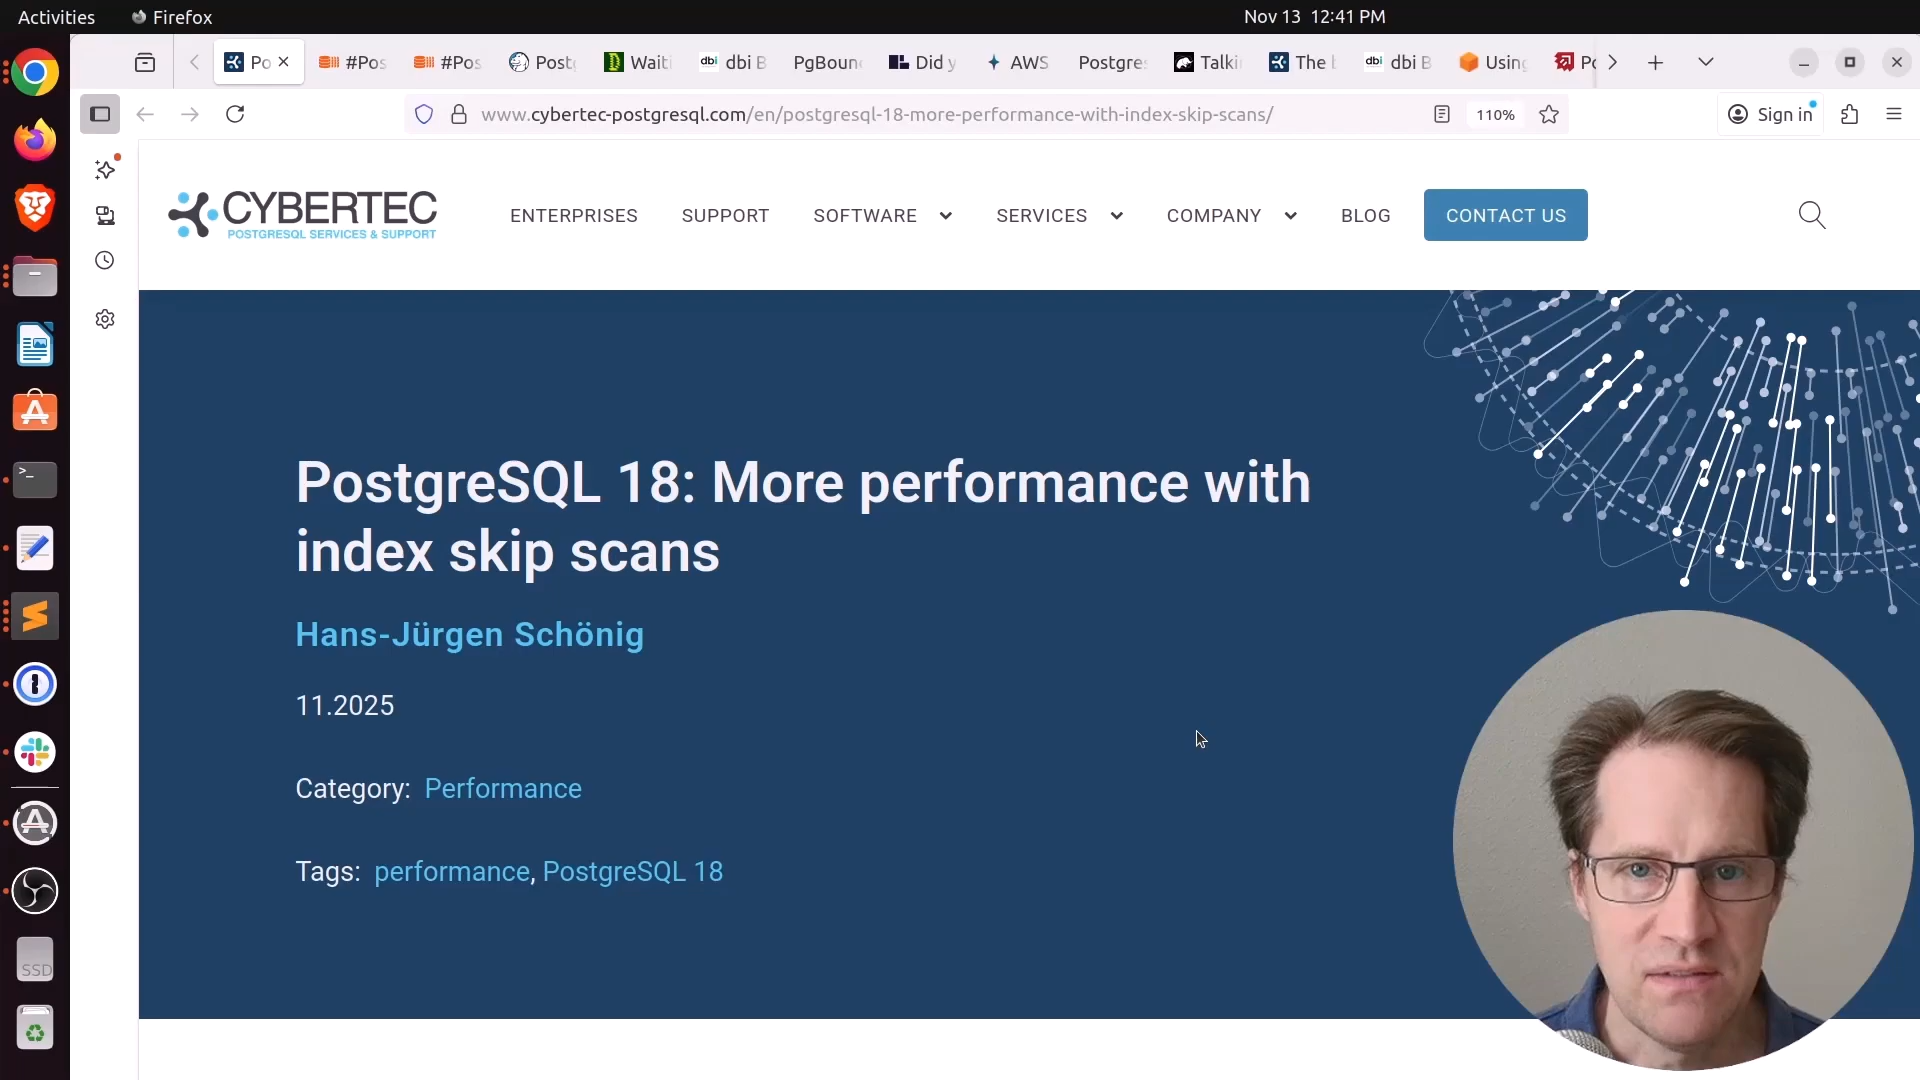 Activities
Firefox
Nov 13 12:41 PM
Po
#Pos
#Pos
Postg
Waiti
dbi B
PgBoun
Did y
AWS
Postgre
Talki
The b
dbi B
Using
Po
www.cybertec-postgresql.com/en/postgresql-18-more-performance-with-index-skip-scans/
110%
Sign in
CYBERTEC
POSTGRESQL SERVICES & SUPPORT
ENTERPRISES
SUPPORT
SOFTWARE
SERVICES
COMPANY
BLOG
CONTACT US
PostgreSQL 18: More performance with
index skip scans
Hans-Jürgen Schönig
11.2025
Category: Performance
Tags: performance, PostgreSQL 18
SSD